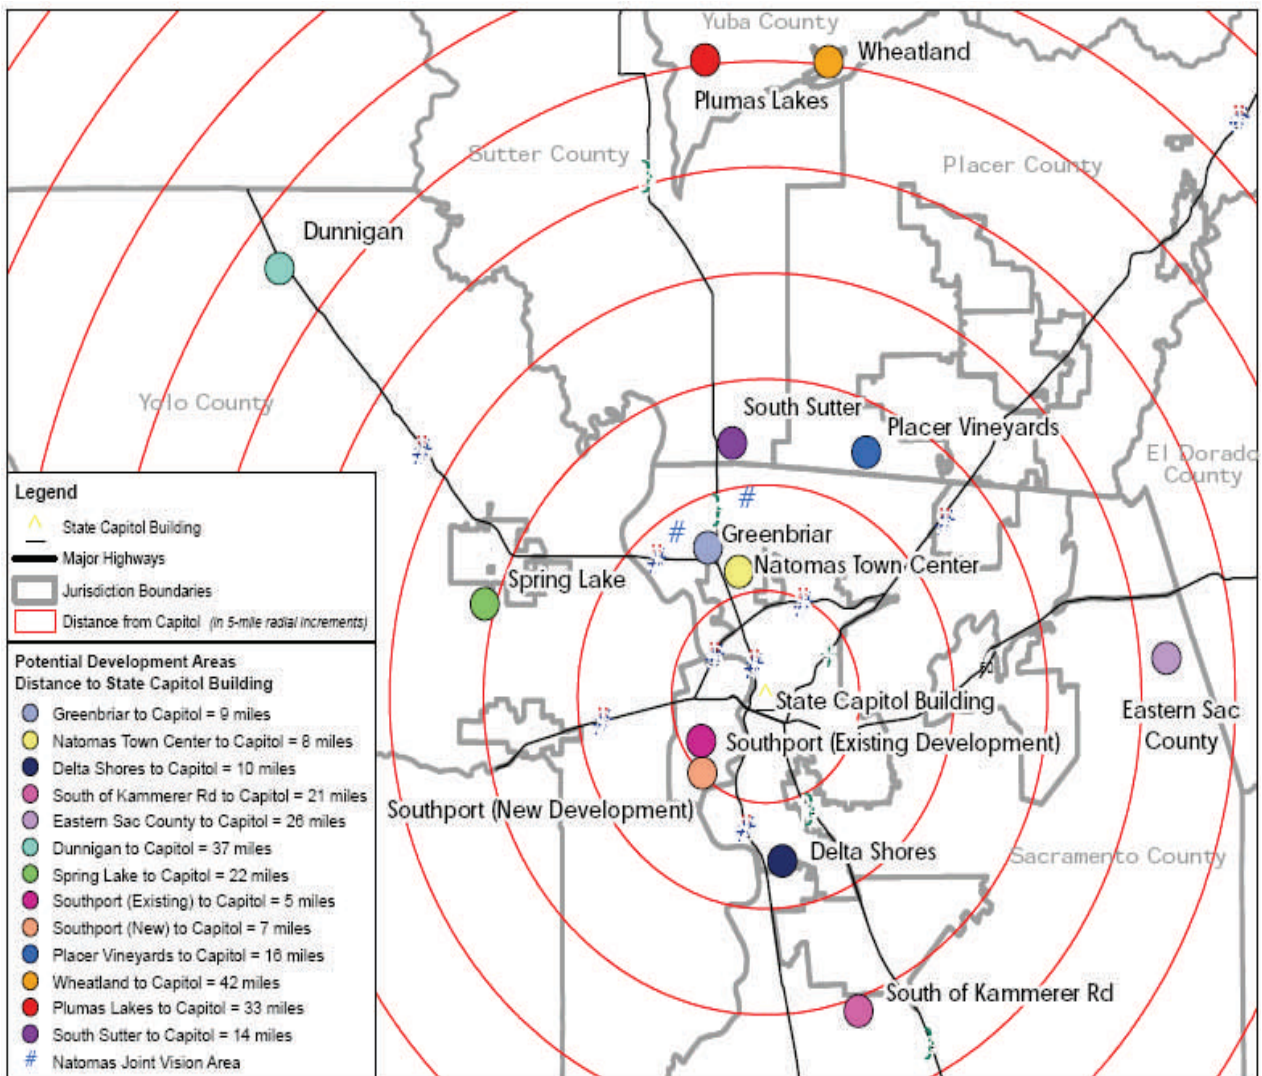 Yuba County
Wheatland
Plumas Lakes
Sutter County
Placer County
Dunnigan
Yolo County
South Sutter
Placer Vineyards
El Dorado
County
Greenbriar
Natomas Town Center
Spring Lake
50
State Capitol Building
Eastern Sac
County
Southport (Existing Development)
Southport (New Development)
Delta Shores
Sacramento County
South of Kammerer Rd
#
#
Legend
State Capitol Building
Major Highways
Jurisdiction Boundaries
Distance from Capitol (in 5-mile radial increments)
Potential Development Areas
Distance to State Capitol Building
Greenbriar to Capitol = 9 miles
Natomas Town Center to Capitol = 8 miles
Delta Shores to Capitol = 10 miles
South of Kammerer Rd to Capitol = 21 miles
Eastern Sac County to Capitol = 26 miles
Dunnigan to Capitol = 37 miles
Spring Lake to Capitol = 22 miles
Southport (Existing) to Capitol = 5 miles
Southport (New) to Capitol = 7 miles
Placer Vineyards to Capitol = 16 miles
Wheatland to Capitol = 42 miles
Plumas Lakes to Capitol = 33 miles
South Sutter to Capitol = 14 miles
# Natomas Joint Vision Area